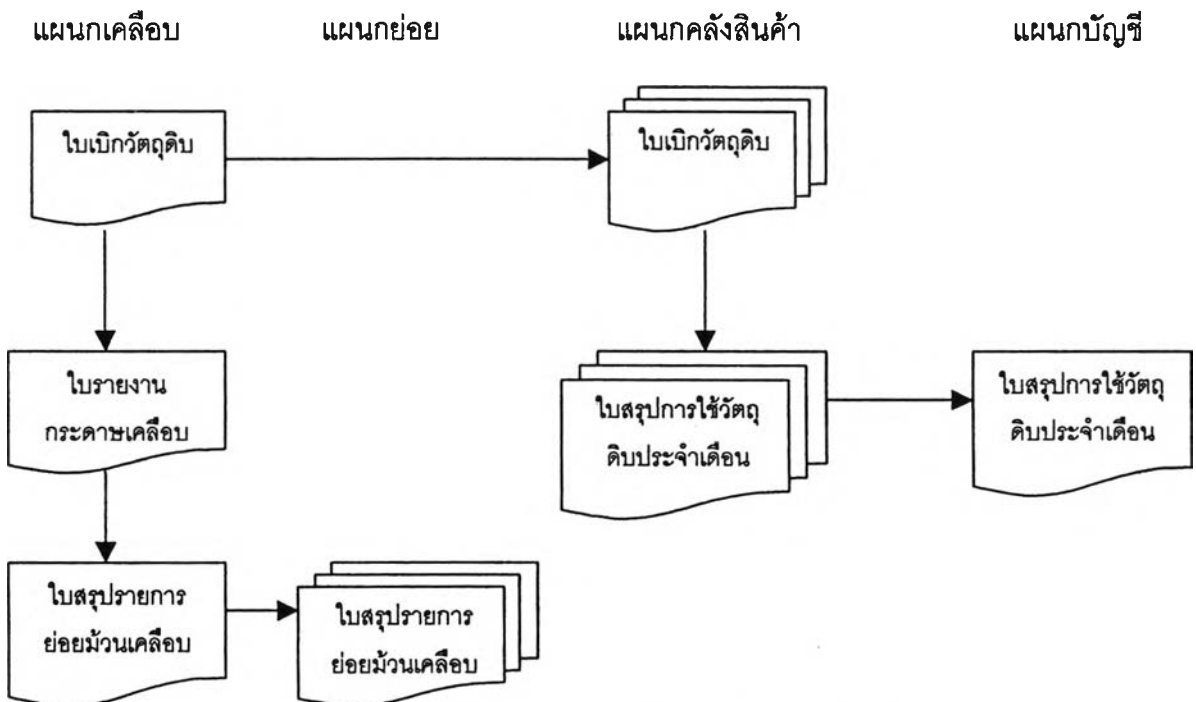 แผนกเคลือบ แผนกย่อย แผนกคลังสินค้า แผนกบัญชี
ใบเบิกวัตถุดิบ ใบเบิกวัตถุดิบ
ใบรายงาน
กระดาษเคลือบ
ใบสรุปการใช้วัตถุ
ดิบประจำเดือน
ใบสรุปการใช้วัตถุ
ดิบประจำเดือน
ใบสรุปรายการ
ย่อยม้วนเคลือบ
ใบสรุปรายการ
ย่อยม้วนเคลือบ